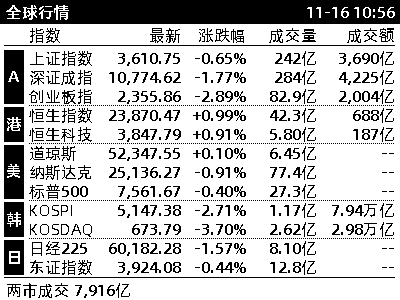 全球行情 11-16 10:56
指数 最新 涨跌幅 成交量 成交额
A
上证指数 3,610.75 -0.65% 242亿 3,690亿
深证成指 10,774.62 -1.77% 284亿 4,225亿
创业板指 2,355.86 -2.89% 82.9亿 2,004亿
港
恒生指数 23,870.47 +0.99% 42.3亿 688亿
恒生科技 3,847.79 +0.91% 5.80亿 187亿
美
道琼斯 52,347.55 +0.10% 6.45亿 --
纳斯达克 25,136.27 -0.91% 77.4亿 --
标普500 7,561.67 -0.40% 27.3亿 --
韩
KOSPI 5,147.38 -2.71% 1.17亿 7.94万亿
KOSDAQ 673.79 -3.70% 2.62亿 2.98万亿
日
日经225 60,182.28 -1.57% 8.10亿 --
东证指数 3,924.08 -0.44% 12.8亿 --
两市成交 7,916亿